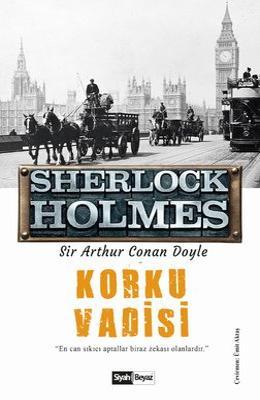 SHERLOCK
HOLMES
Sir Arthur Conan Doyle
KORKU
VADİSİ
"En can sıkıcı aptallar biraz zekası olanlardır."
Siyah Beyaz
Çevirmen: Ümit Aktaş